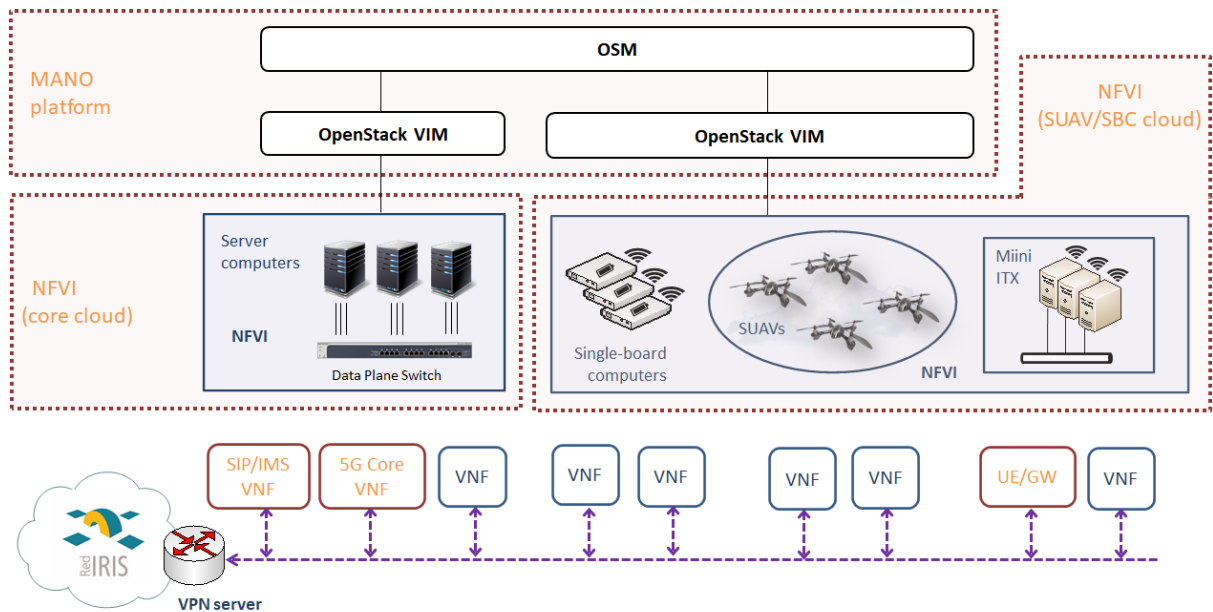 OSM
MANO
platform
OpenStack VIM
OpenStack VIM
NFVI
(SUAV/SBC cloud)
NFVI
(core cloud)
Server
computers
NFVI
Data Plane Switch
Single-board
computers
SUAVs
NFVI
Miini
ITX
SIP/IMS
VNF
5G Core
VNF
VNF
VNF
VNF
VNF
VNF
UE/GW
VNF
Red
IRIS
VPN server